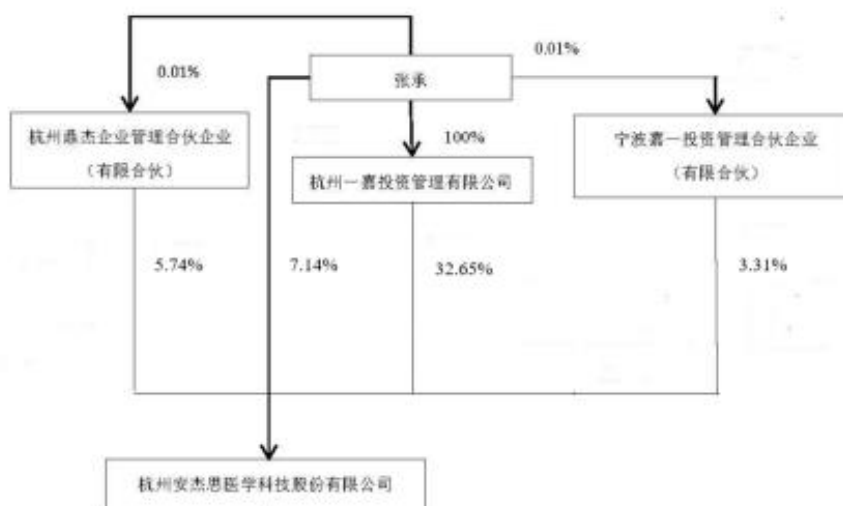 0.01%
张承
0.01%
杭州鼎杰企业管理合伙企业
（有限合伙）
100%
杭州一嘉投资管理有限公司
宁波嘉一投资管理合伙企业
（有限合伙）
5.74%
7.14%
32.65%
3.31%
杭州安杰思医学科技股份有限公司